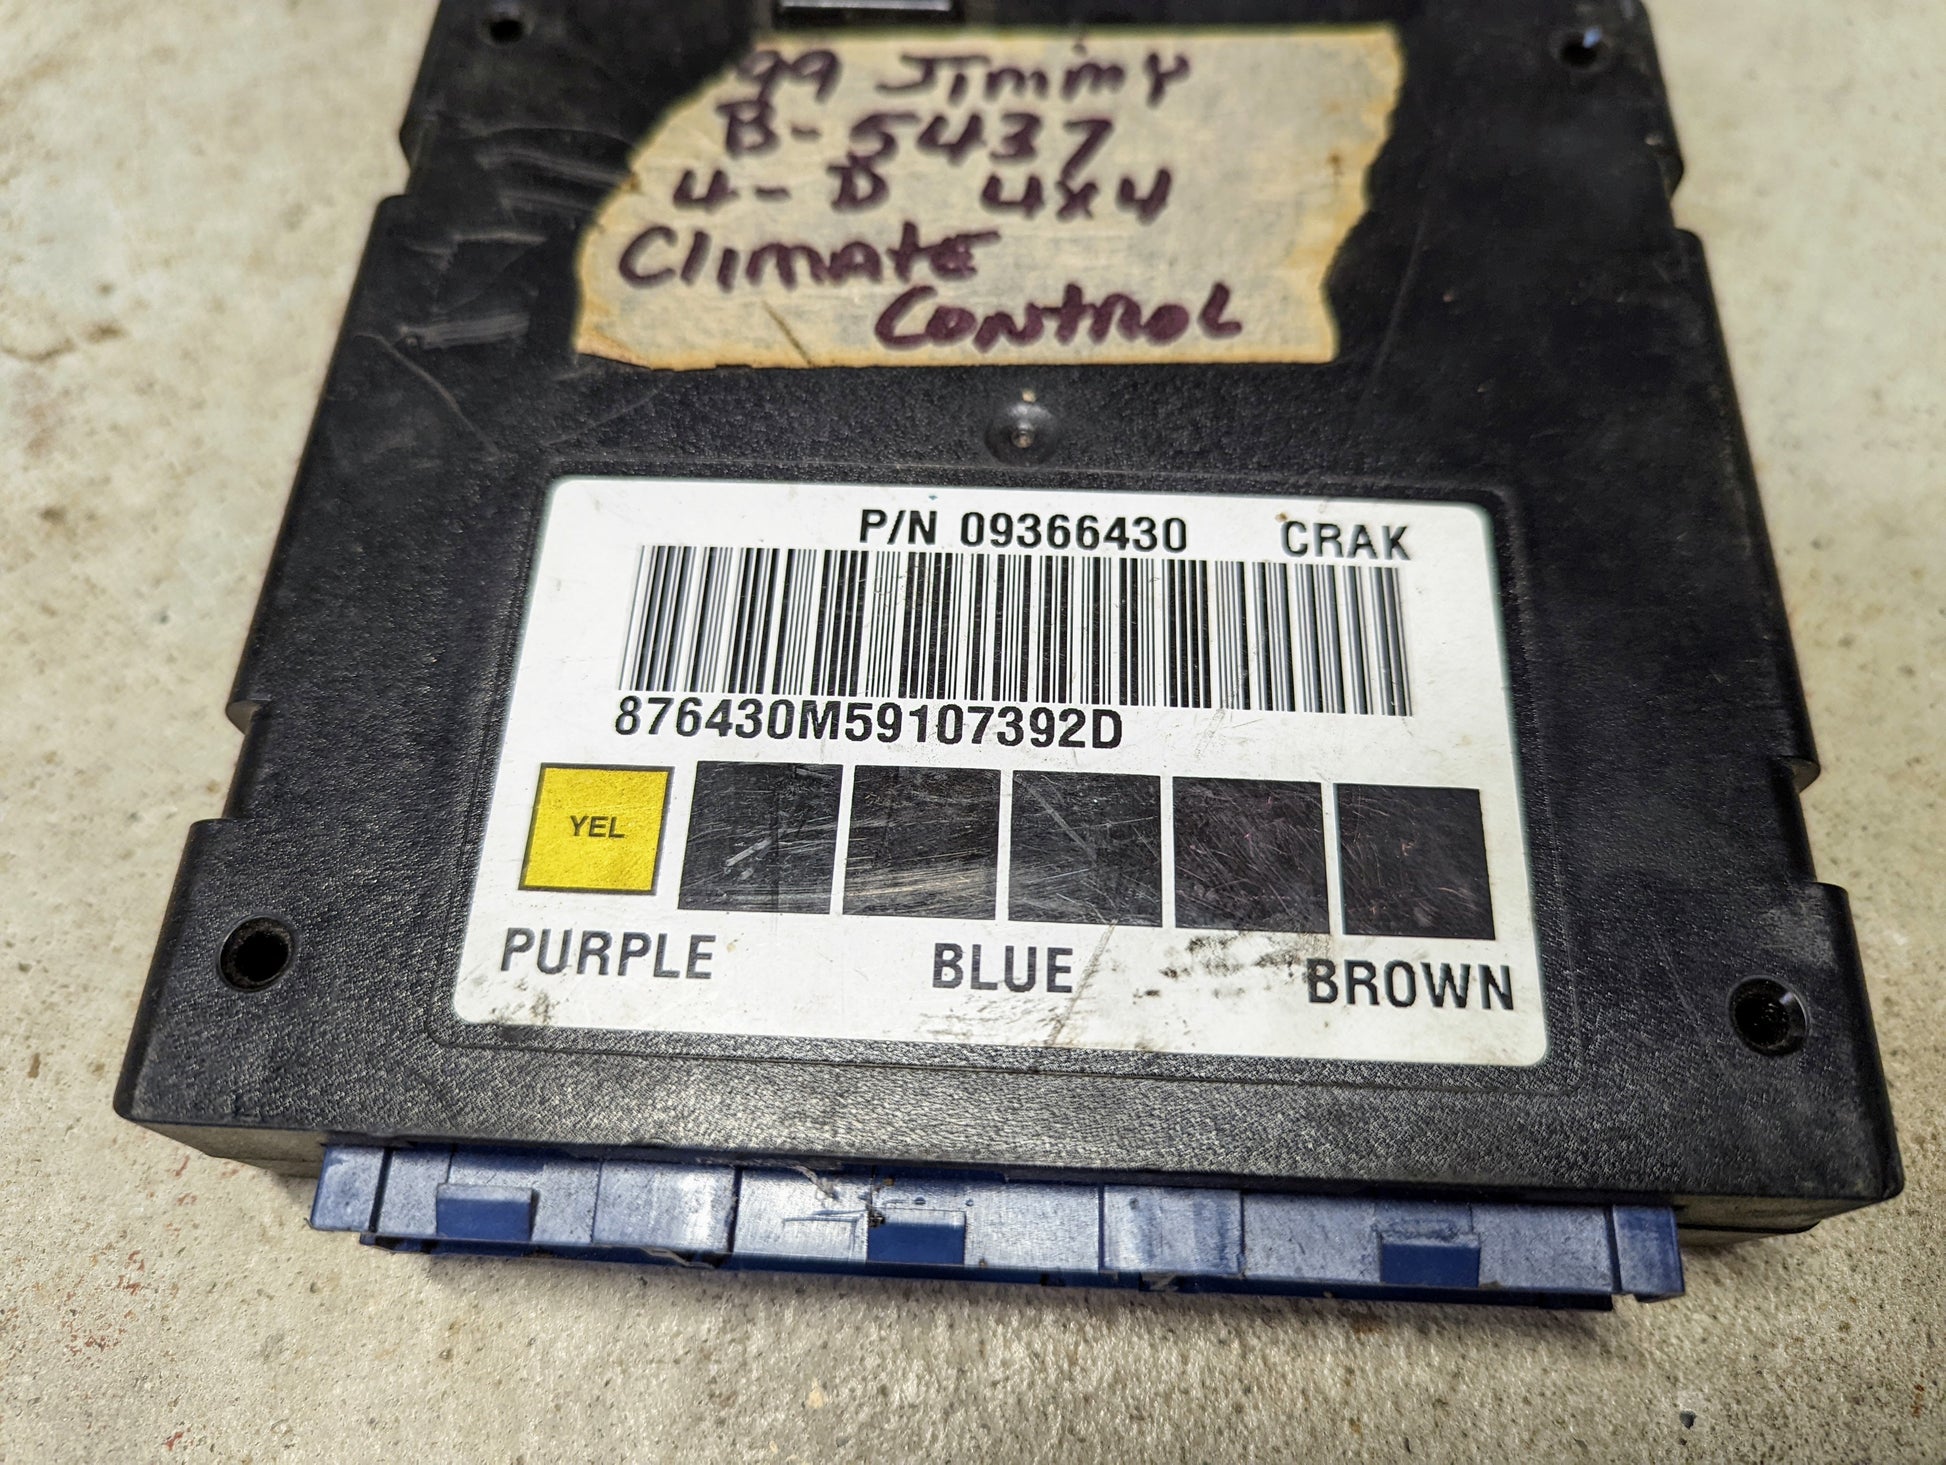 99 Jimmy
B-5437
4-D 4x4
Climate
Control
P/N 09366430 CRAK
876430M59107392D
YEL
PURPLE BLUE BROWN